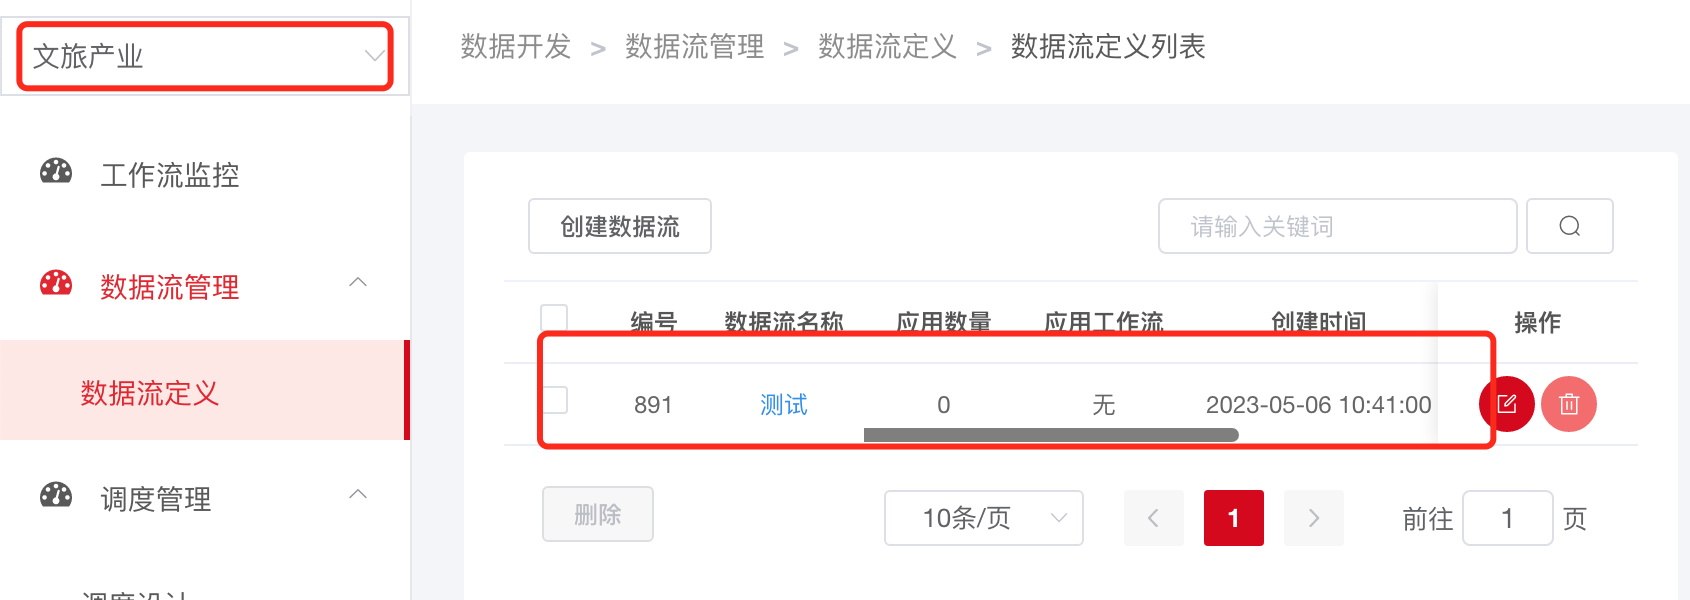 文旅产业
数据开发 > 数据流管理 > 数据流定义 > 数据流定义列表
工作流监控
数据流管理
数据流定义
调度管理
调度设计
创建数据流
请输入关键词
编号 数据流名称 应用数量 应用工作流 创建时间 操作
891 测试 0 无 2023-05-06 10:41:00
删除 10条/页 1 前往 1 页